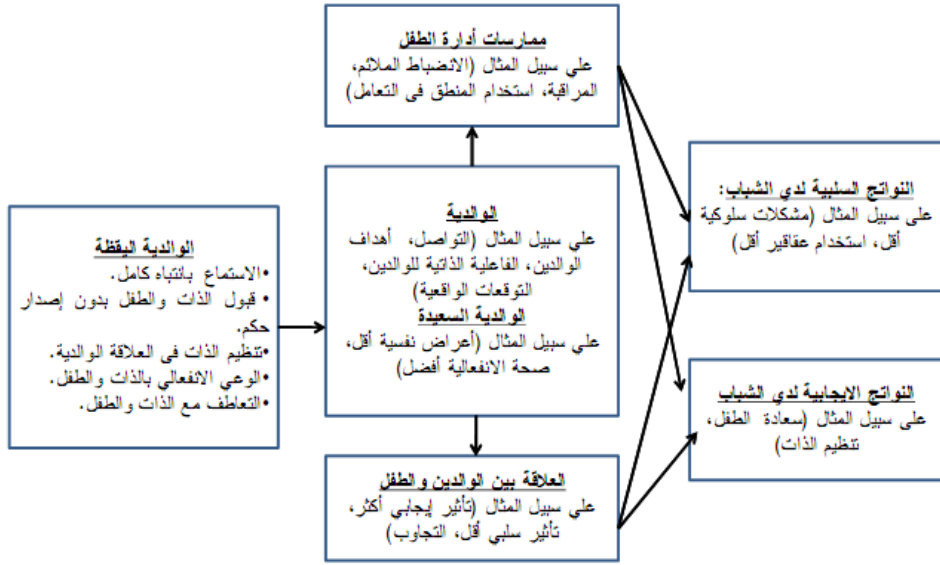 ممارسات أدارة الطفل
علي سبيل المثال (الانضباط الملائم،
المراقبة، استخدام المنطق فى التعامل)
النواتج السلبية لدي الشباب:
على سبيل المثال (مشكلات سلوكية
أقل، استخدام عقاقير أقل)
الوالدية
علي سبيل المثال (التواصل، أهداف
الوالدين، الفاعلية الذاتية للوالدين،
التوقعات الواقعية)
الوالدية السعيدة
علي سبيل المثال (أعراض نفسية أقل،
صحة الانفعالية أفضل)
الوالدية اليقظة
•الاستماع بانتباه كامل.
• قبول الذات والطفل بدون إصدار
حكم.
•تنظيم الذات فى العلاقة الوالدية.
•الوعي الانفعالي بالذات والطفل.
•التعاطف مع الذات والطفل.
النواتج الايجابية لدي الشباب
على سبيل المثال (سعادة الطفل،
تنظيم الذات)
العلاقة بين الوالدين والطفل
علي سبيل المثال (تأثير إيجابي أكثر،
تأثير سلبي أقل، التجاوب)